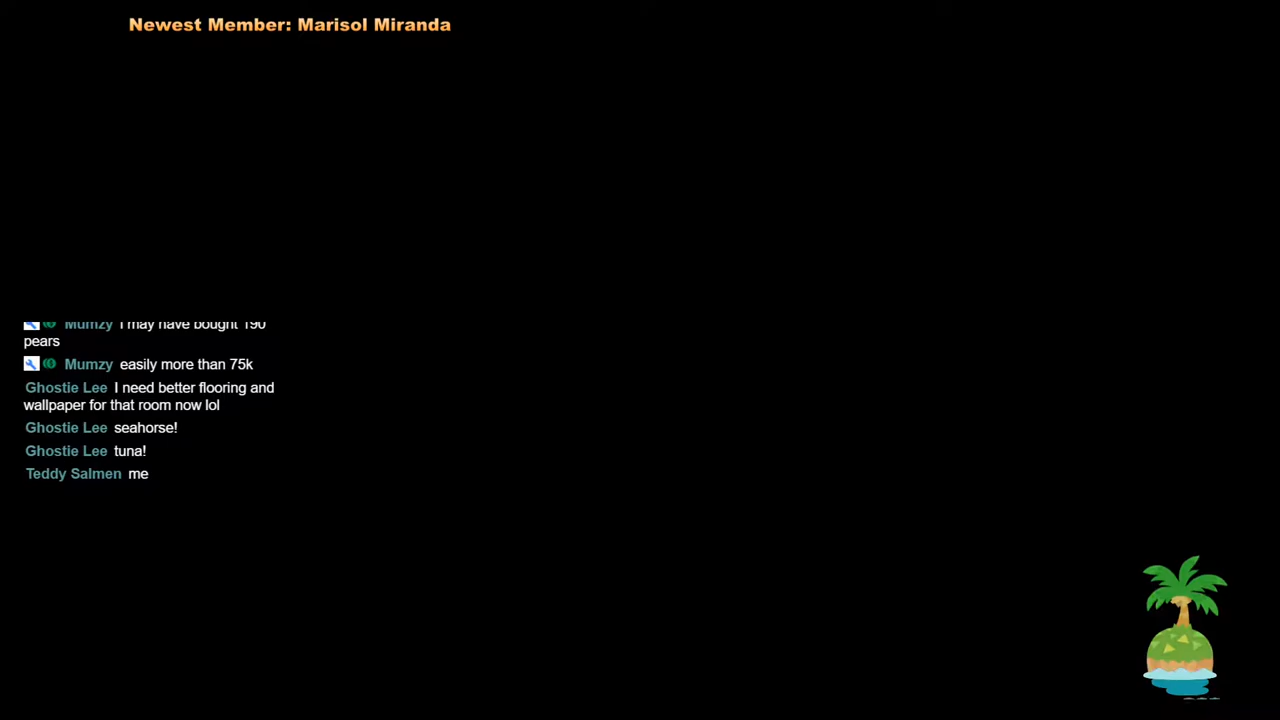 Newest Member: Marisol Miranda
Mumzy I may have bought 190
pears
Mumzy easily more than 75k
Ghostie Lee I need better flooring and
wallpaper for that room now lol
Ghostie Lee seahorse!
Ghostie Lee tuna!
Teddy Salmen me